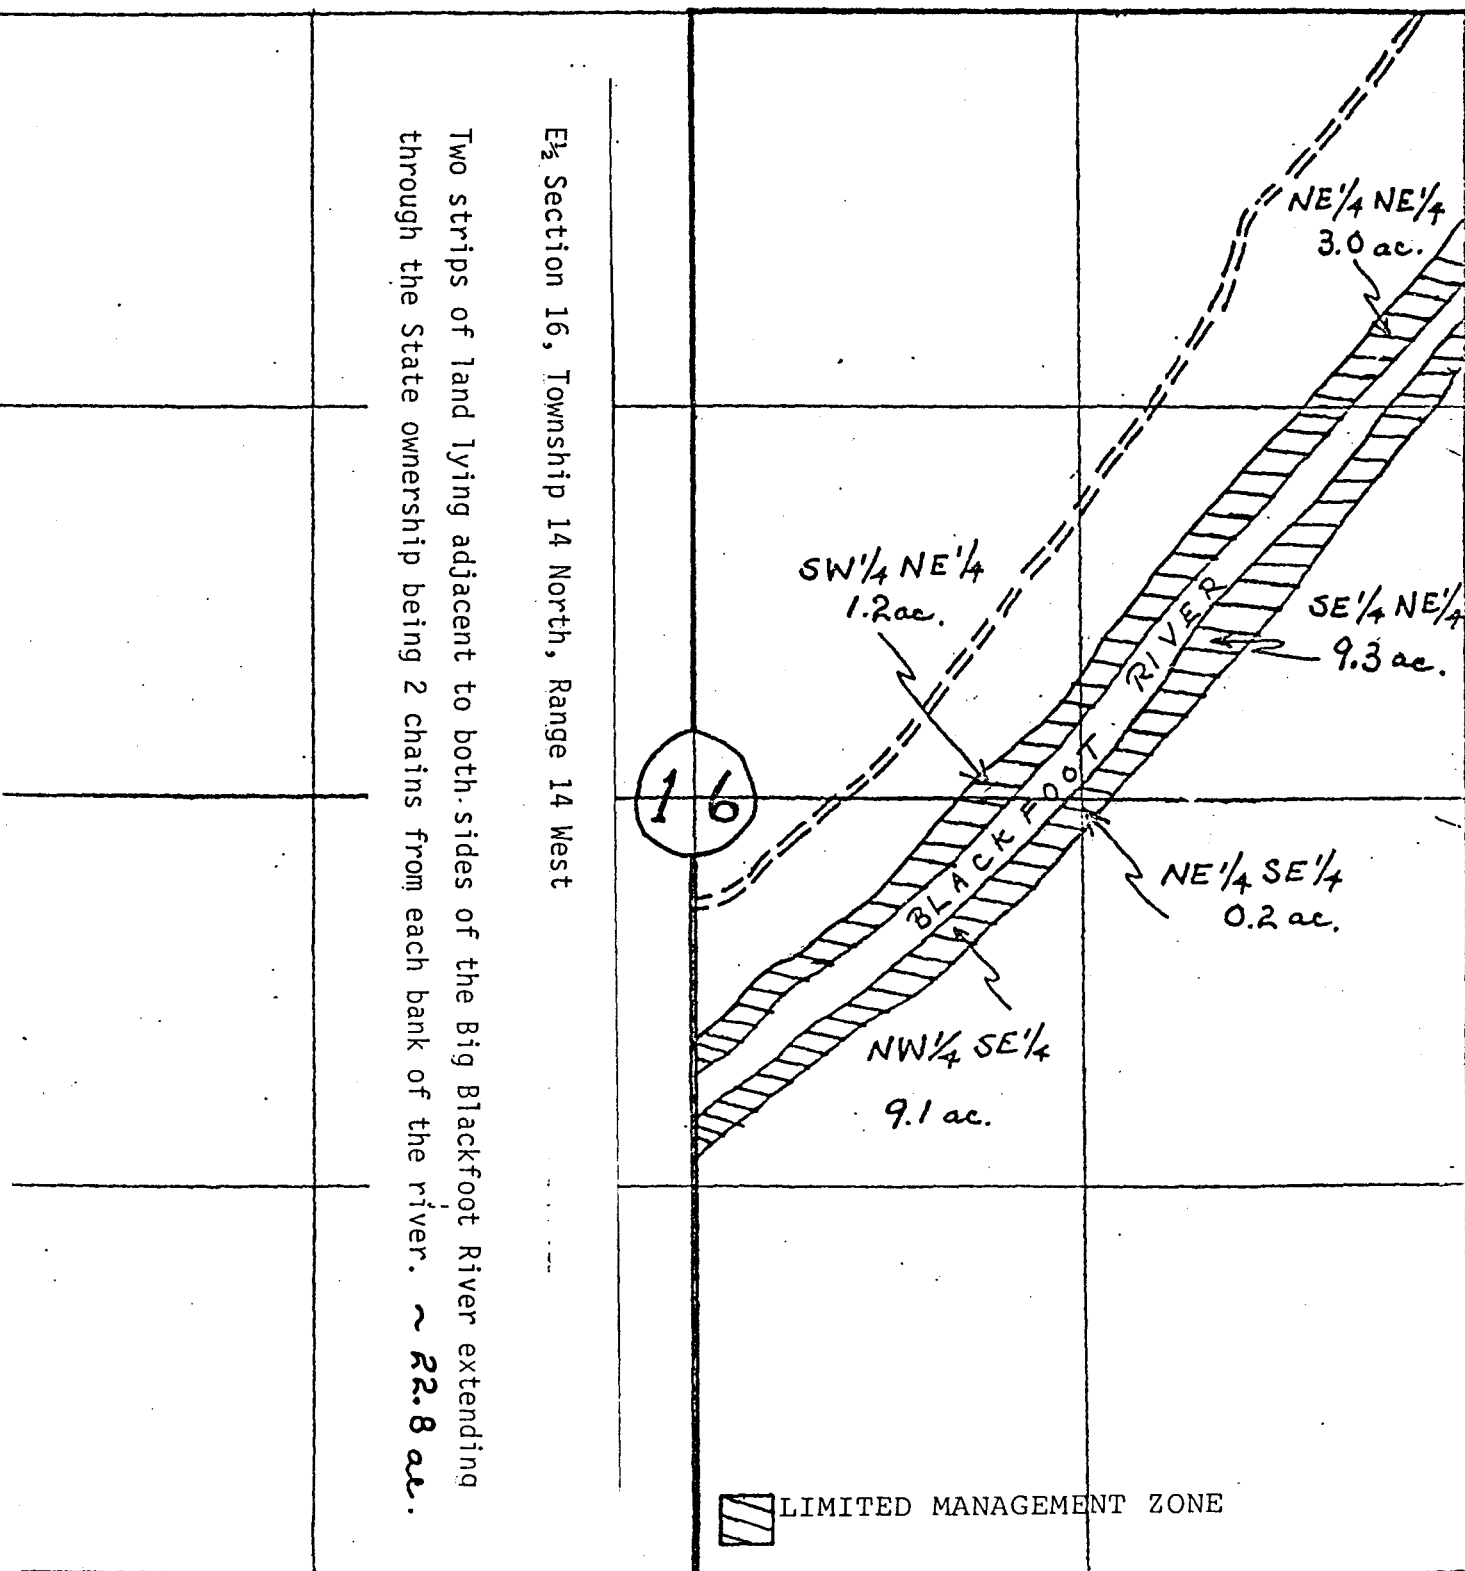 E½ Section 16, Township 14 North, Range 14 West
Two strips of land lying adjacent to both sides of the Big Blackfoot River extending
through the State ownership being 2 chains from each bank of the river. ~ 22.8 ac.
NE1/4 NE1/4
3.0 ac.
SW1/4 NE1/4
1.2 ac.
SE1/4 NE1/4
9.3 ac.
BLACKFOOT RIVER
16
NE1/4 SE1/4
0.2 ac.
NW1/4 SE1/4
9.1 ac.
LIMITED MANAGEMENT ZONE